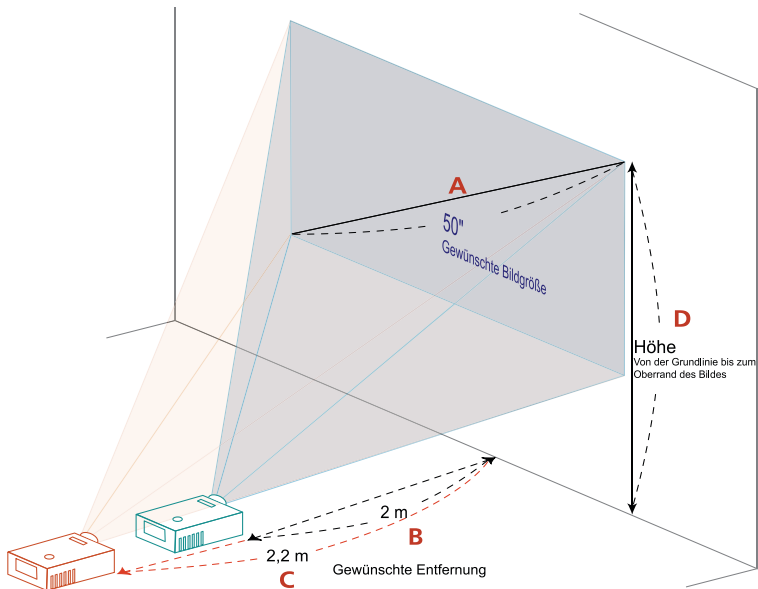 A
50"
Gewünschte Bildgröße
D
Höhe
Von der Grundlinie bis zum
Oberrand des Bildes
2 m
B
2,2 m
C
Gewünschte Entfernung